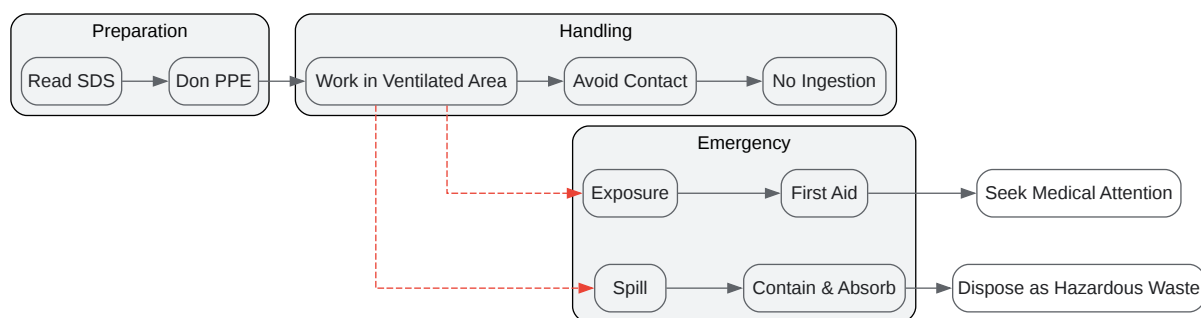 Preparation
Handling
Read SDS
Don PPE
Work in Ventilated Area
Avoid Contact
No Ingestion
Emergency
Exposure
First Aid
Seek Medical Attention
Spill
Contain & Absorb
Dispose as Hazardous Waste